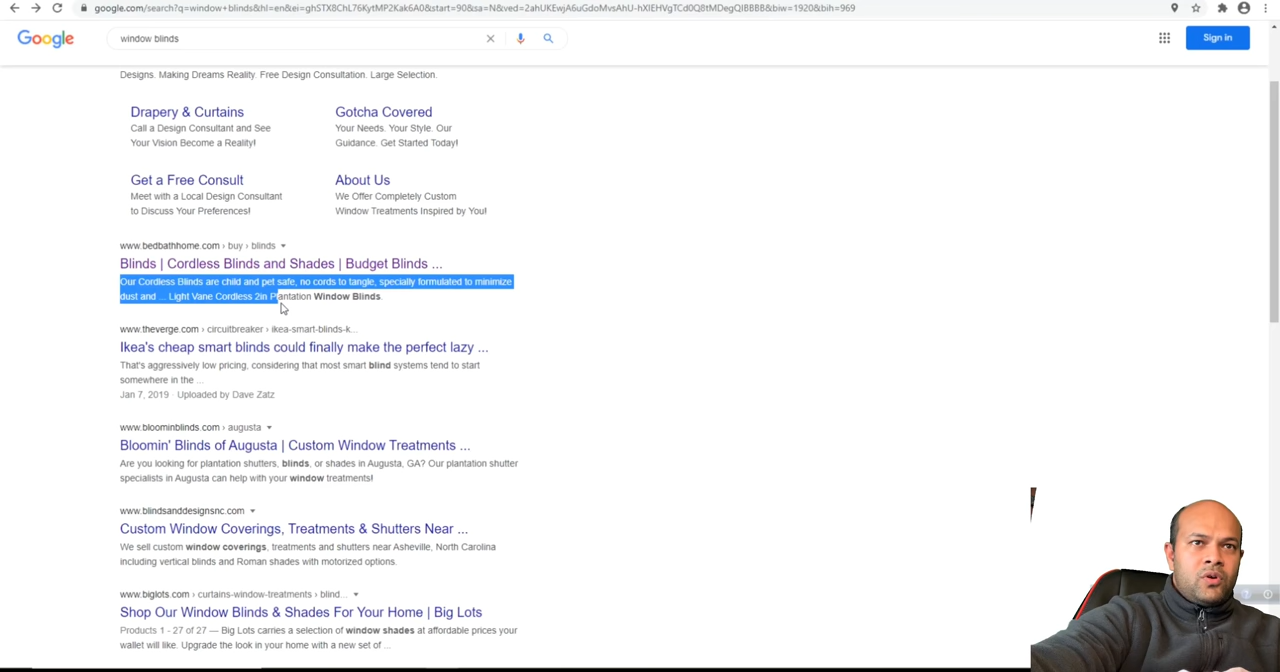 google.com/search?q=window+blinds&hl=en&ei=ghSTX8ChL76KytMP2Kak6A0&start=90&sa=N&ved=2ahUKEwjA6uGdoMvsAhU-hXIEHVgTCd0Q8tMDegQIBBBB&biw=1920&bih=969
Google
window blinds
Sign in
Designs. Making Dreams Reality. Free Design Consultation. Large Selection.
Drapery & Curtains
Call a Design Consultant and See
Your Vision Become a Reality!
Gotcha Covered
Your Needs. Your Style. Our
Guidance. Get Started Today!
Get a Free Consult
Meet with a Local Design Consultant
to Discuss Your Preferences!
About Us
We Offer Completely Custom
Window Treatments Inspired by You!
www.bedbathhome.com › buy › blinds
Blinds | Cordless Blinds and Shades | Budget Blinds ...
Our Cordless Blinds are child and pet safe, no cords to tangle, specially formulated to minimize
dust and ... Light Vane Cordless 2in Plantation Window Blinds.
www.theverge.com › circuitbreaker › ikea-smart-blinds-k...
Ikea's cheap smart blinds could finally make the perfect lazy ...
That's aggressively low pricing, considering that most smart blind systems tend to start
somewhere in the ...
Jan 7, 2019 · Uploaded by Dave Zatz
www.bloominblinds.com › augusta
Bloomin' Blinds of Augusta | Custom Window Treatments ...
Are you looking for plantation shutters, blinds, or shades in Augusta, GA? Our plantation shutter
specialists in Augusta can help with your window treatments!
www.blindsanddesignsnc.com
Custom Window Coverings, Treatments & Shutters Near ...
We sell custom window coverings, treatments and shutters near Asheville, North Carolina
including vertical blinds and Roman shades with motorized options.
www.biglots.com › curtains-window-treatments › blind...
Shop Our Window Blinds & Shades For Your Home | Big Lots
Products 1 - 27 of 27 — Big Lots carries a selection of window shades at affordable prices your
wallet will like. Upgrade the look in your home with a new set of ...